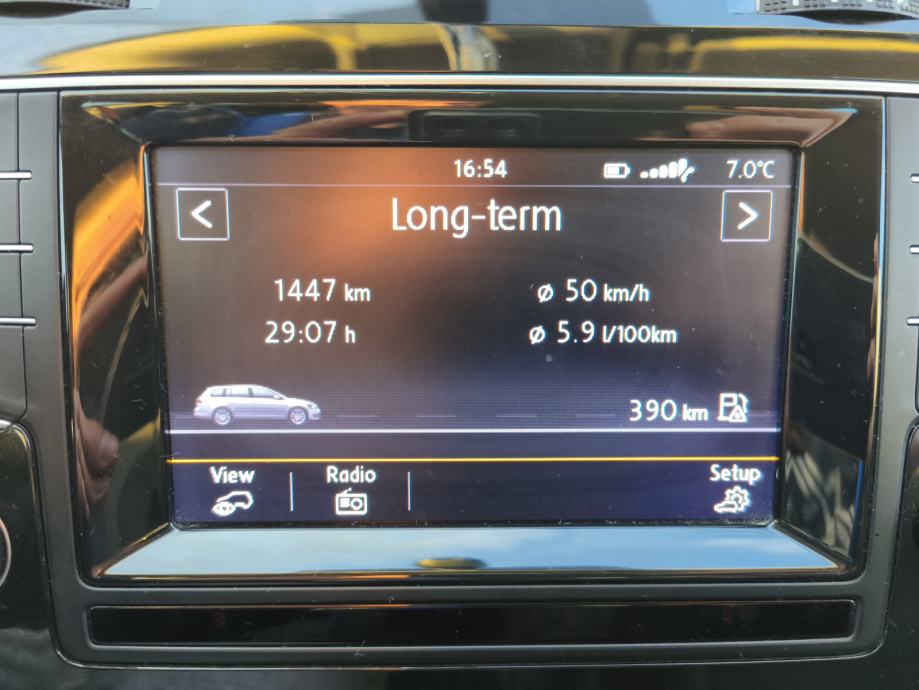 16:54 7.0°C
< Long-term >
1447 km ø 50 km/h
29:07 h ø 5.9 l/100km
390 km
View Radio Setup